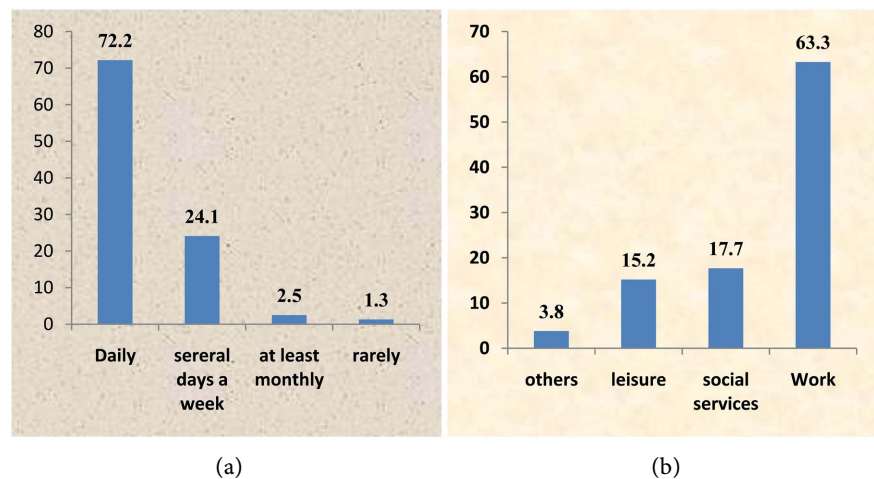 80
70
60
50
40
30
20
10
0
72.2
24.1
2.5
1.3
Daily
sereral
days a
week
at least
monthly
rarely
(a)
70
60
50
40
30
20
10
0
3.8
15.2
17.7
63.3
others
leisure
social
services
Work
(b)